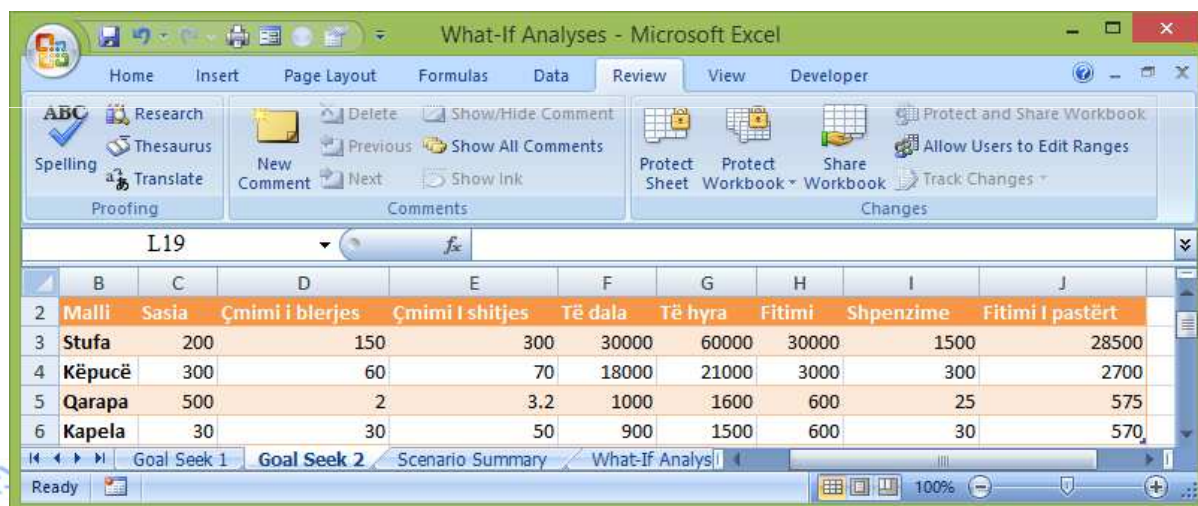 What-If Analyses - Microsoft Excel
Home Insert Page Layout Formulas Data Review View Developer
ABC Spelling
Research
Thesaurus
Translate
Proofing
New Comment
Delete
Previous
Next
Show/Hide Comment
Show All Comments
Show Ink
Comments
Protect Sheet
Protect Workbook
Share Workbook
Protect and Share Workbook
Allow Users to Edit Ranges
Track Changes
Changes
L19 fx
B C D E F G H I J
2 Malli Sasia Çmimi i blerjes Çmimi I shitjes Të dala Të hyra Fitimi Shpenzime Fitimi I pastërt
3 Stufa 200 150 300 30000 60000 30000 1500 28500
4 Këpucë 300 60 70 18000 21000 3000 300 2700
5 Qarapa 500 2 3.2 1000 1600 600 25 575
6 Kapela 30 30 50 900 1500 600 30 570
Goal Seek 1 Goal Seek 2 Scenario Summary What-If Analys
Ready 100%